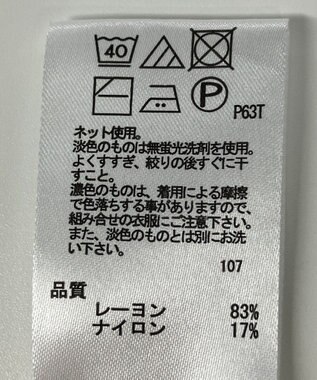 40
P
P63T
ネット使用。
淡色のものは無蛍光洗剤を使用。
よくすすぎ、絞りの後すぐに干
すこと。
濃色のものは、着用による摩擦
で色落ちする事がありますので、
組み合せの衣服にご注意下さい。
また、淡色のものとは別にお洗
い下さい。
107
品質
レーヨン 83%
ナイロン 17%